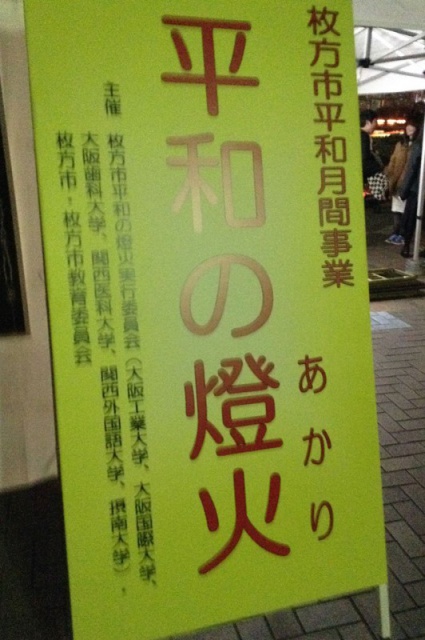 枚方市平和月間事業
平和の燈火
あかり
主催　枚方市平和の燈火実行委員会（大阪工業大学、大阪国際大学、
大阪歯科大学、関西医科大学、関西外国語大学、摂南大学）、
枚方市・枚方市教育委員会